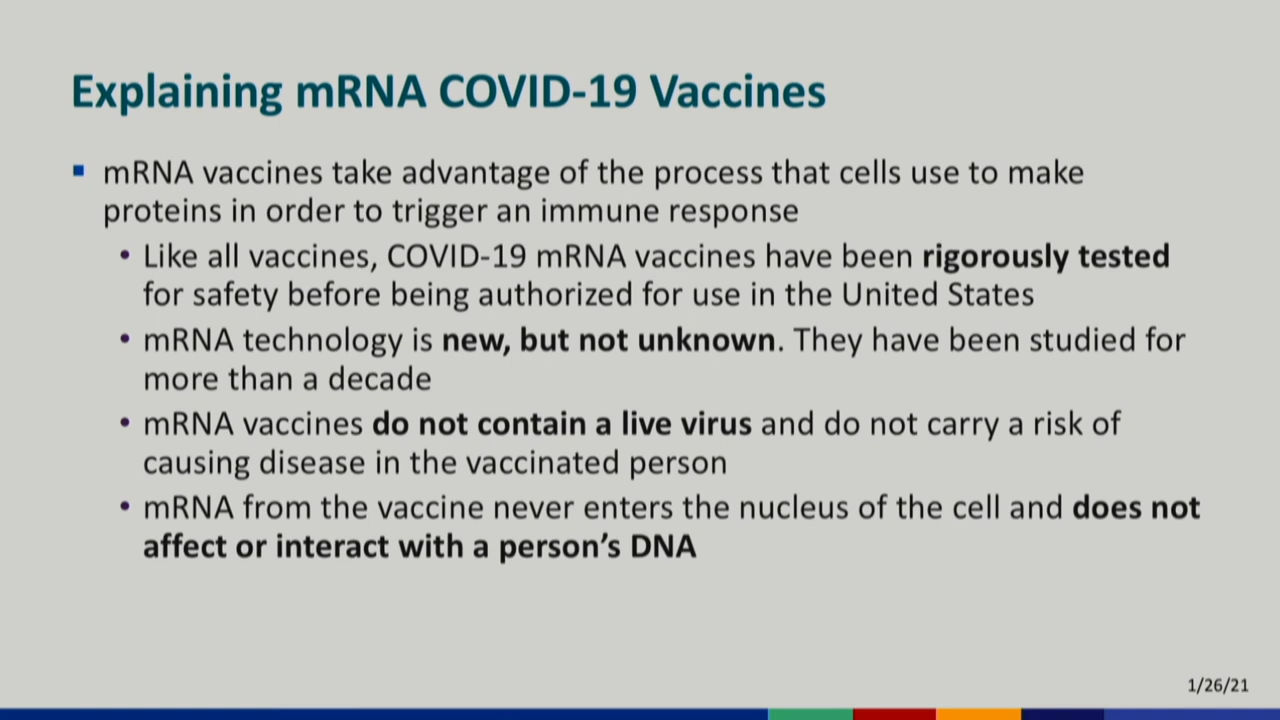 Explaining mRNA COVID-19 Vaccines
▪ mRNA vaccines take advantage of the process that cells use to make
proteins in order to trigger an immune response
• Like all vaccines, COVID-19 mRNA vaccines have been rigorously tested
for safety before being authorized for use in the United States
• mRNA technology is new, but not unknown. They have been studied for
more than a decade
• mRNA vaccines do not contain a live virus and do not carry a risk of
causing disease in the vaccinated person
• mRNA from the vaccine never enters the nucleus of the cell and does not
affect or interact with a person’s DNA
1/26/21